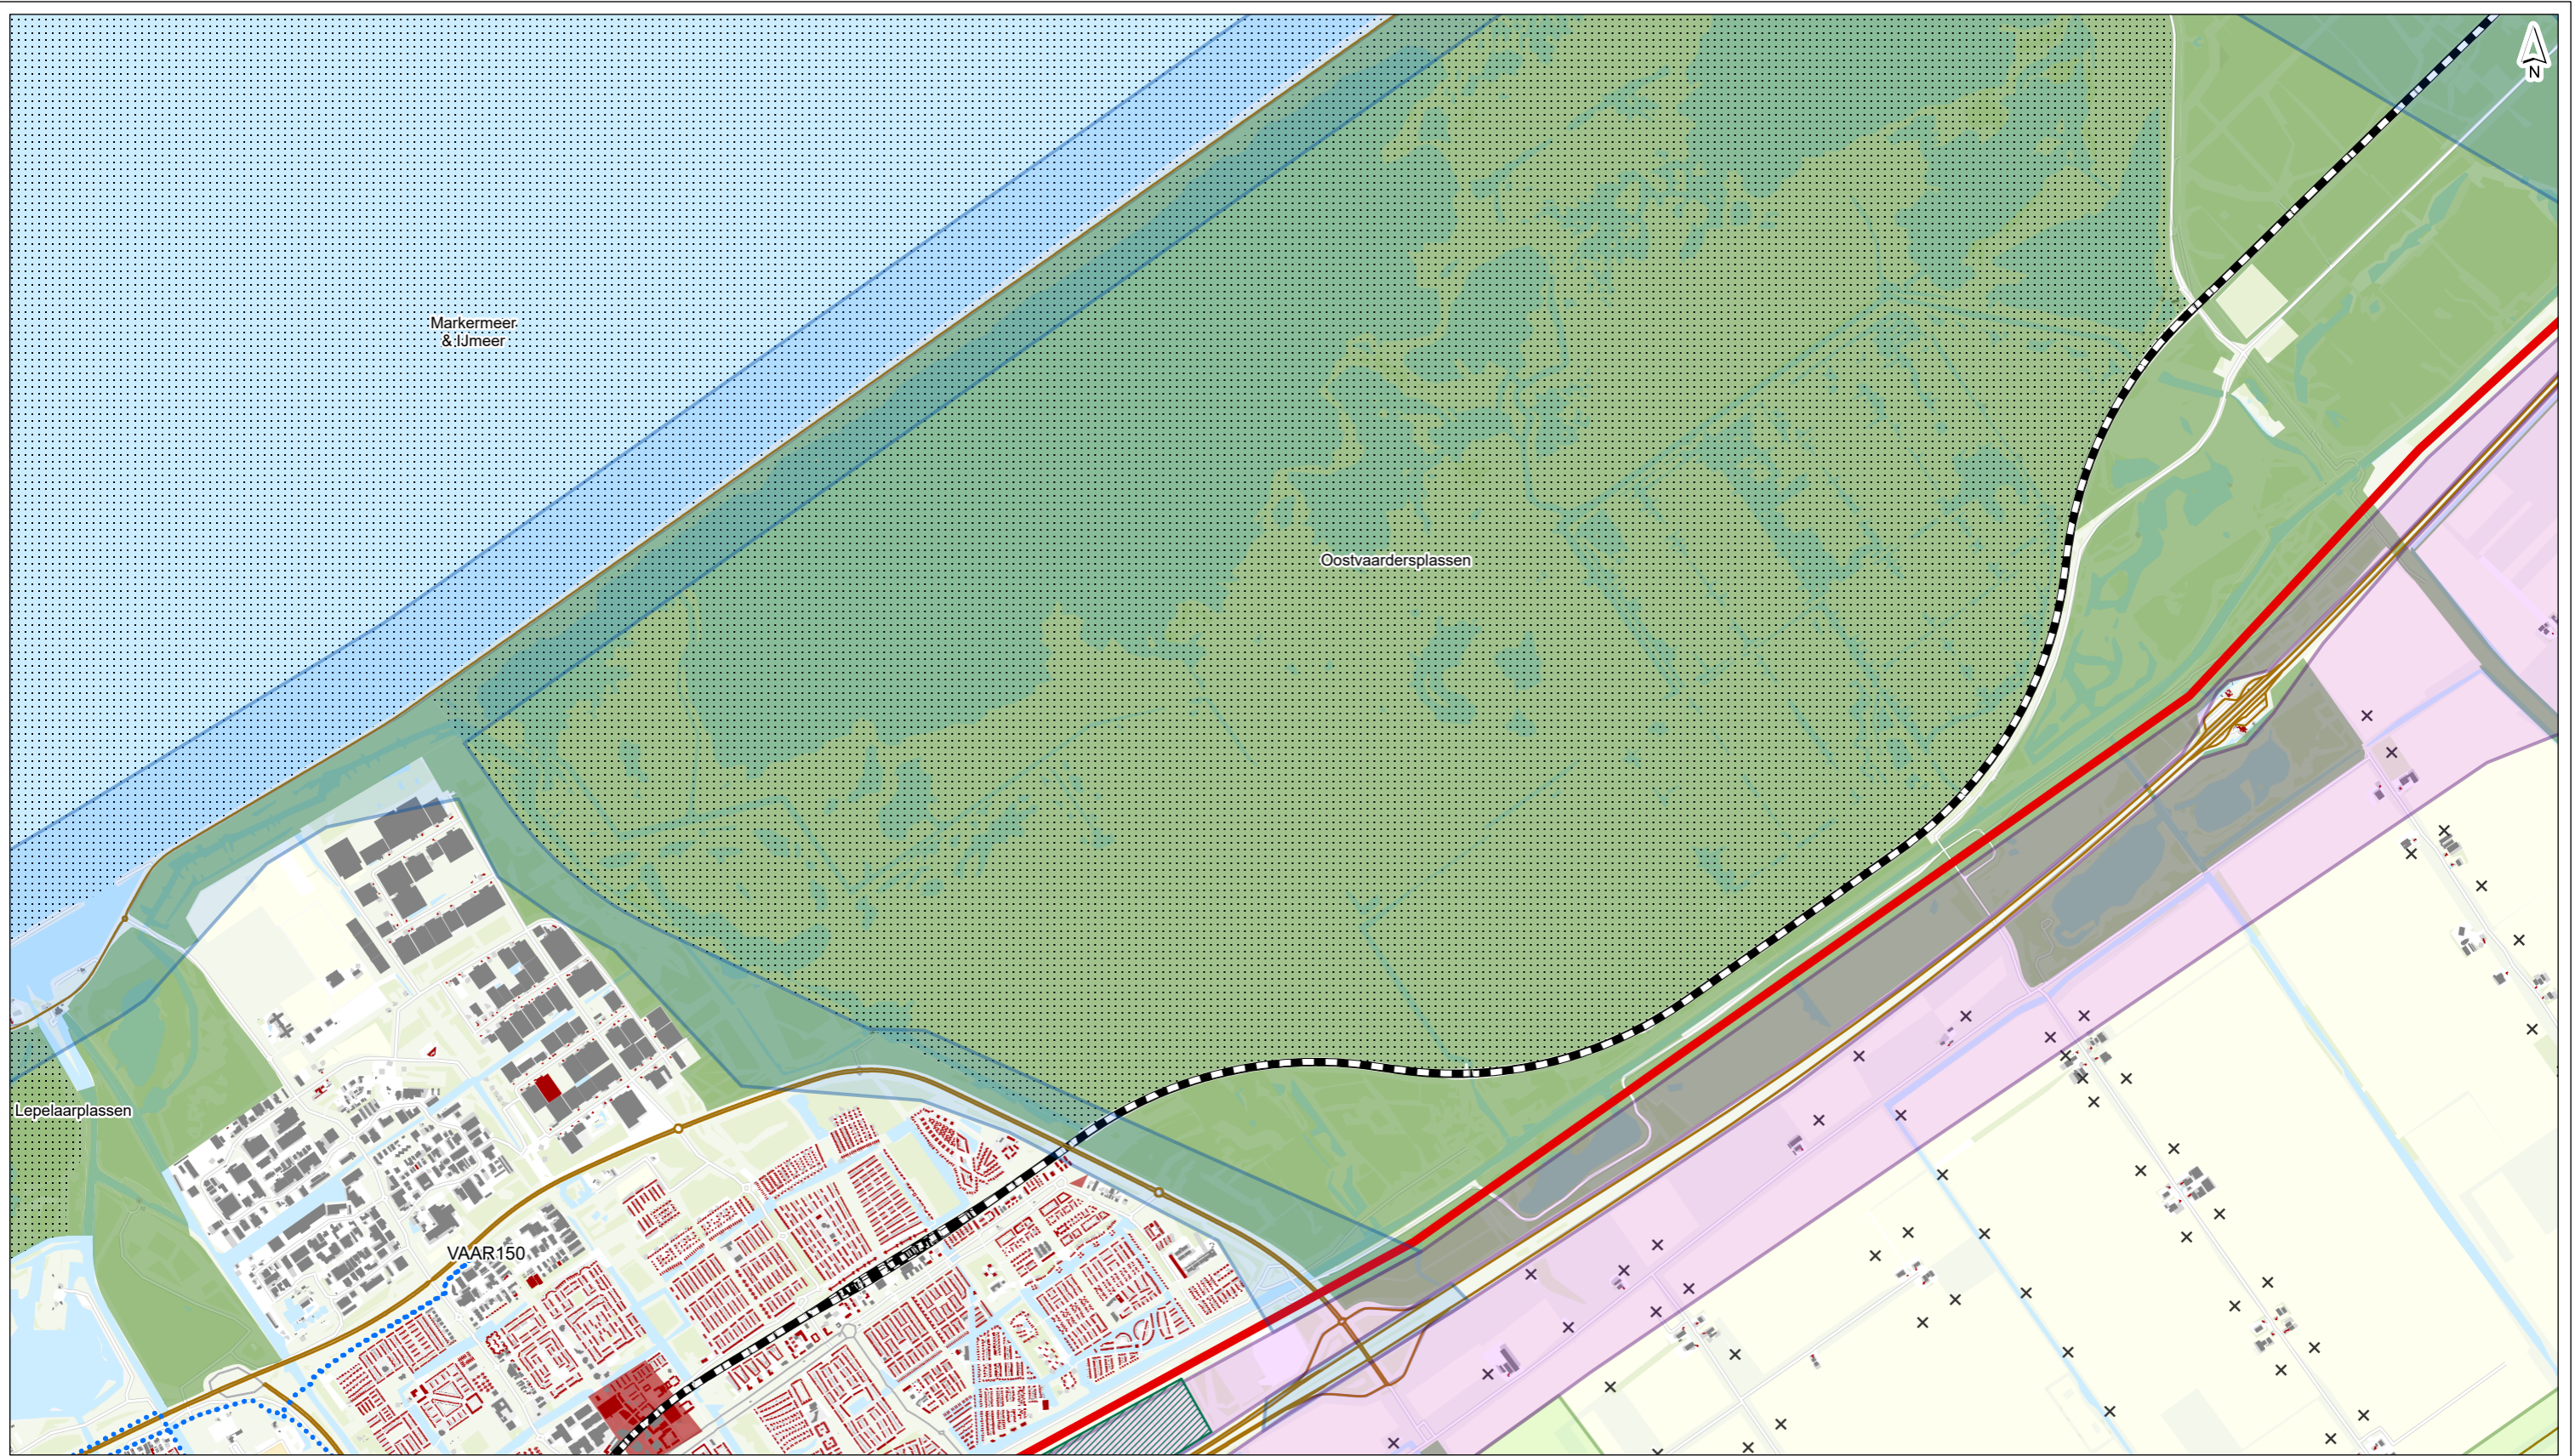 N
Markermeer
& IJmeer
Oostvaardersplassen
Lepelaarplassen
VAAR150